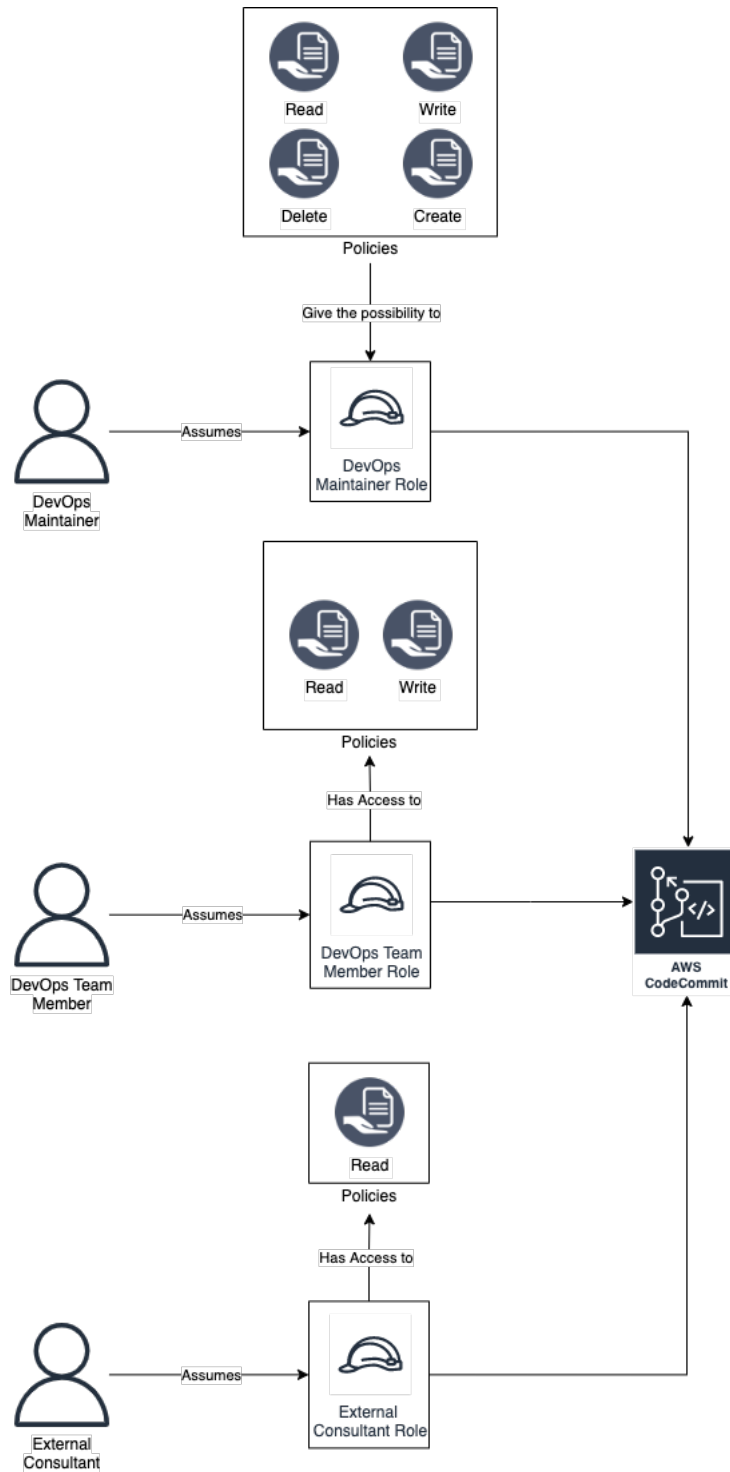 Read
Write
Delete
Create
Policies
Give the possibility to
Assumes
DevOps
Maintainer Role
DevOps
Maintainer
Read
Write
Policies
Has Access to
Assumes
DevOps Team
Member Role
DevOps Team
Member
</>
AWS
CodeCommit
Read
Policies
Has Access to
Assumes
External
Consultant Role
External
Consultant